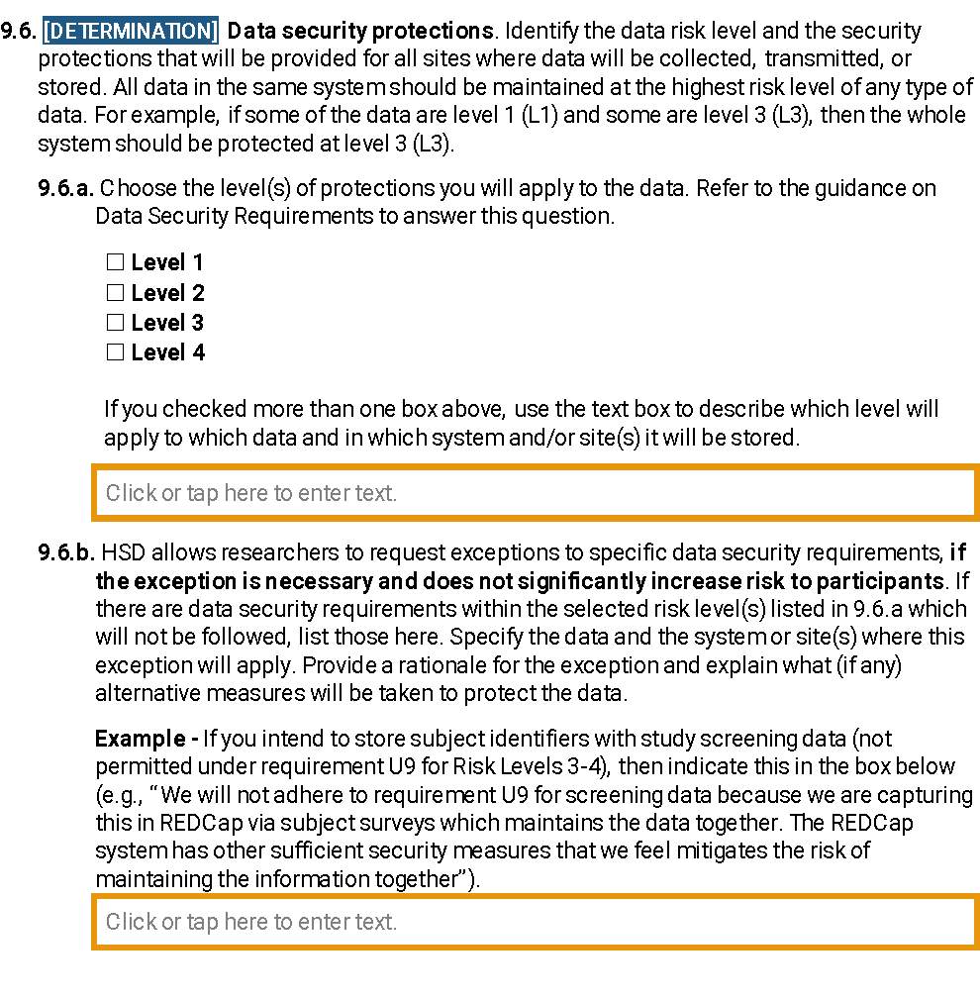 9.6. [DETERMINATION] Data security protections. Identify the data risk level and the security
protections that will be provided for all sites where data will be collected, transmitted, or
stored. All data in the same system should be maintained at the highest risk level of any type of
data. For example, if some of the data are level 1 (L1) and some are level 3 (L3), then the whole
system should be protected at level 3 (L3).
9.6.a. Choose the level(s) of protections you will apply to the data. Refer to the guidance on
Data Security Requirements to answer this question.
☐ Level 1
☐ Level 2
☐ Level 3
☐ Level 4
If you checked more than one box above, use the text box to describe which level will
apply to which data and in which system and/or site(s) it will be stored.
Click or tap here to enter text.
9.6.b. HSD allows researchers to request exceptions to specific data security requirements, if
the exception is necessary and does not significantly increase risk to participants. If
there are data security requirements within the selected risk level(s) listed in 9.6.a which
will not be followed, list those here. Specify the data and the system or site(s) where this
exception will apply. Provide a rationale for the exception and explain what (if any)
alternative measures will be taken to protect the data.
Example - If you intend to store subject identifiers with study screening data (not
permitted under requirement U9 for Risk Levels 3-4), then indicate this in the box below
(e.g., “We will not adhere to requirement U9 for screening data because we are capturing
this in REDCap via subject surveys which maintains the data together. The REDCap
system has other sufficient security measures that we feel mitigates the risk of
maintaining the information together”).
Click or tap here to enter text.